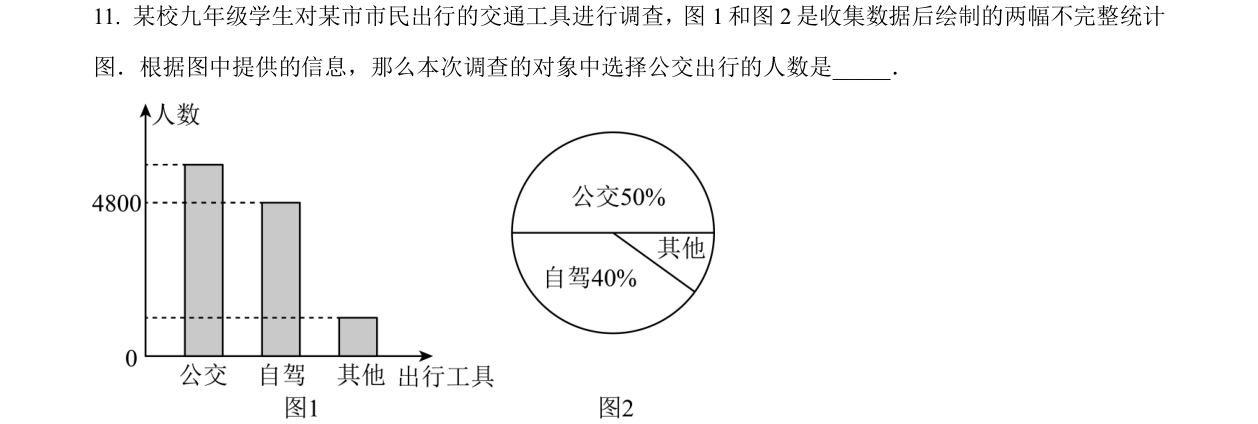 11. 某校九年级学生对某市市民出行的交通工具进行调查，图 1 和图 2 是收集数据后绘制的两幅不完整统计
图．根据图中提供的信息，那么本次调查的对象中选择公交出行的人数是_____．
人数
4800
0
公交 自驾 其他 出行工具
图1
公交50%
其他
自驾40%
图2